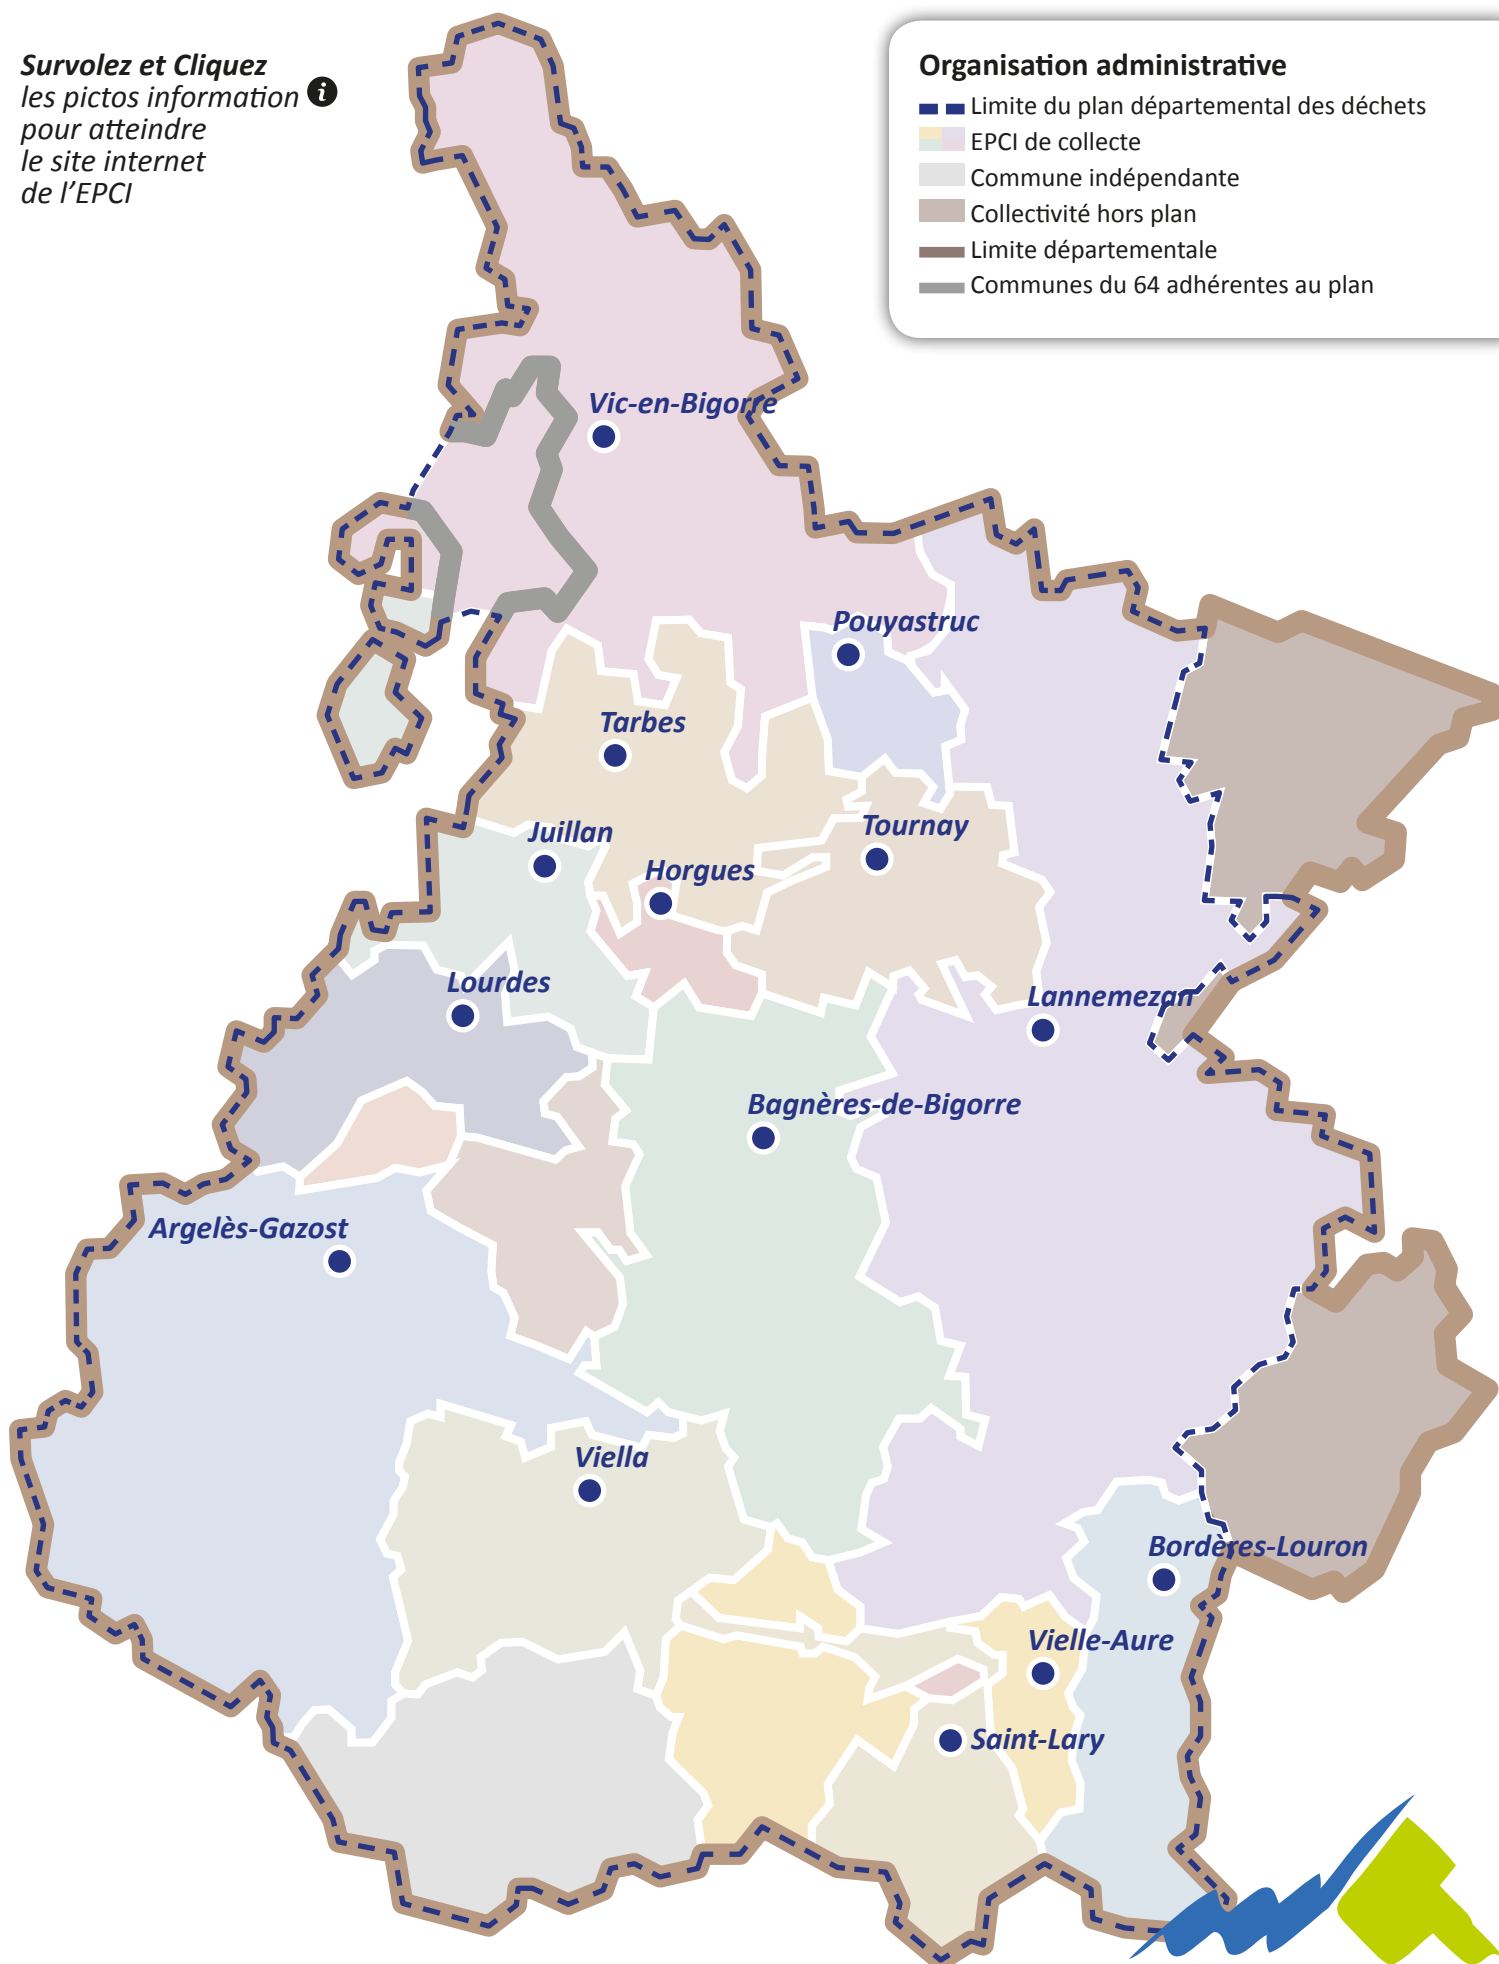 Survolez et Cliquez
les pictos information i
pour atteindre
le site internet
de l'EPCI
Organisation administrative
Limite du plan départemental des déchets
EPCI de collecte
Commune indépendante
Collectivité hors plan
Limite départementale
Communes du 64 adhérentes au plan
Vic-en-Bigorre
Pouyastruc
Tarbes
Juillan
Tournay
Horgues
Lourdes
Lannemezan
Bagnères-de-Bigorre
Argelès-Gazost
Viella
Bordères-Louron
Vielle-Aure
Saint-Lary